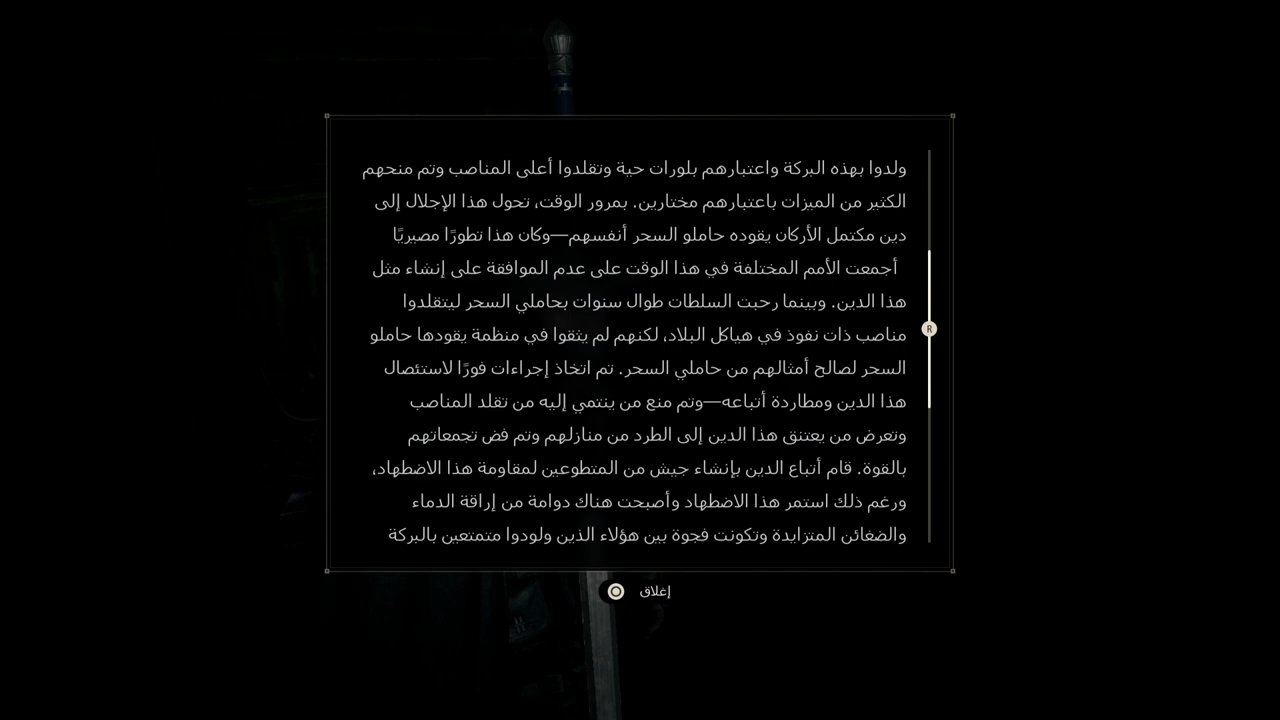 ولدوا بهذه البركة واعتبارهم بلورات حية وتقلدوا أعلى المناصب وتم منحهم
الكثير من الميزات باعتبارهم مختارين. بمرور الوقت، تحول هذا الإجلال إلى
دين مكتمل الأركان يقوده حاملو السحر أنفسهم—وكان هذا تطورًا مصيريًا
أجمعت الأمم المختلفة في هذا الوقت على عدم الموافقة على إنشاء مثل
هذا الدين. وبينما رحبت السلطات طوال سنوات بحاملي السحر ليتقلدوا
مناصب ذات نفوذ في هياكل البلاد، لكنهم لم يثقوا في منظمة يقودها حاملو
السحر لصالح أمثالهم من حاملي السحر. تم اتخاذ إجراءات فورًا لاستئصال
هذا الدين ومطاردة أتباعه—وتم منع من ينتمي إليه من تقلد المناصب
وتعرض من يعتنق هذا الدين إلى الطرد من منازلهم وتم فض تجمعاتهم
بالقوة. قام أتباع الدين بإنشاء جيش من المتطوعين لمقاومة هذا الاضطهاد،
ورغم ذلك استمر هذا الاضطهاد وأصبحت هناك دوامة من إراقة الدماء
والضغائن المتزايدة وتكونت فجوة بين هؤلاء الذين ولودوا متمتعين بالبركة
R
إغلاق